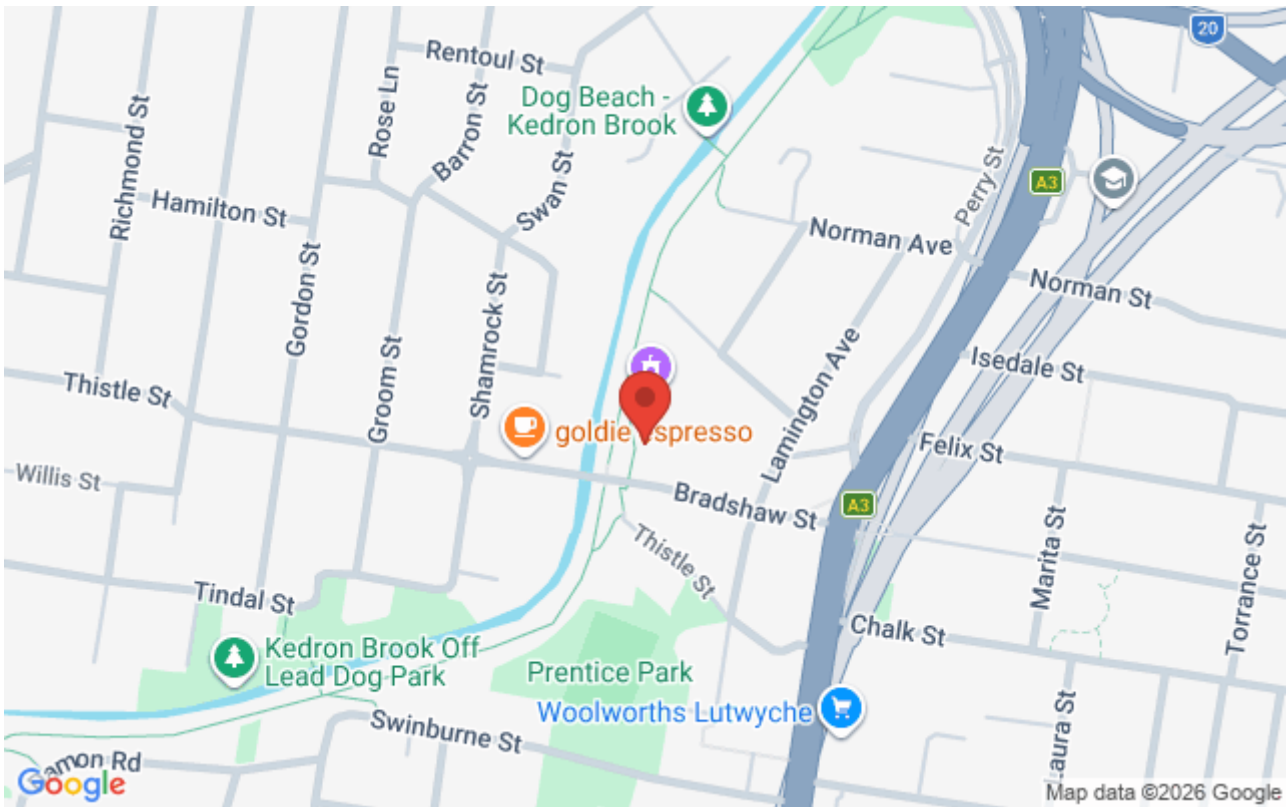 20
Rentoul St
Rose Ln
Barron St
Richmond St
Dog Beach -
Kedron Brook
Swan St
Perry St
A3
Hamilton St
Norman Ave
Gordon St
Shamrock St
Norman St
Groom St
Lamington Ave
Isedale St
Thistle St
goldie espresso
Felix St
Willis St
Bradshaw St
A3
Marita St
Torrance St
Thistle St
Tindal St
Chalk St
Kedron Brook Off
Lead Dog Park
Prentice Park
Woolworths Lutwyche
Swinburne St
Laura St
Rd
Google
Map data ©2026 Google